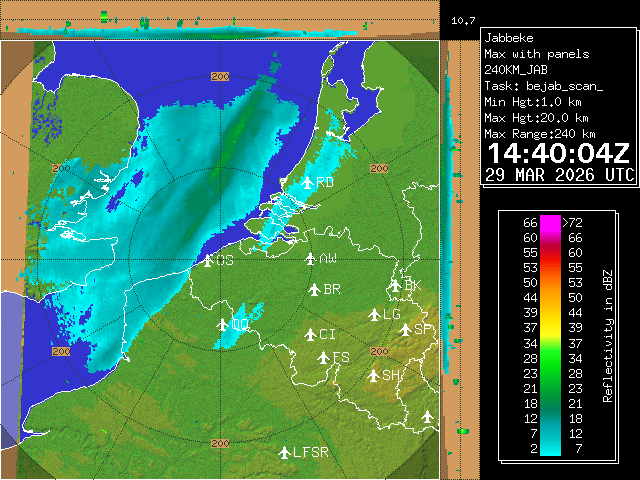 10.7
Jabbeke
Max with panels
240KM_JAB
Task: bejab_scan_
Min Hgt:1.0 km
Max Hgt:20.0 km
Max Range:240 km
14:40:04Z
29 MAR 2026 UTC
200
200
200
RD
OS
AW
BR
BK
LG
CI
SP
FS
SH
200
200
200
LFSR
66 >72
60 66
59 60
53 59
50 53
44 50
39 44
37 39
34 37
28 34
23 28
21 23
18 21
12 18
7 12
2 7
Reflectivity in dBZ